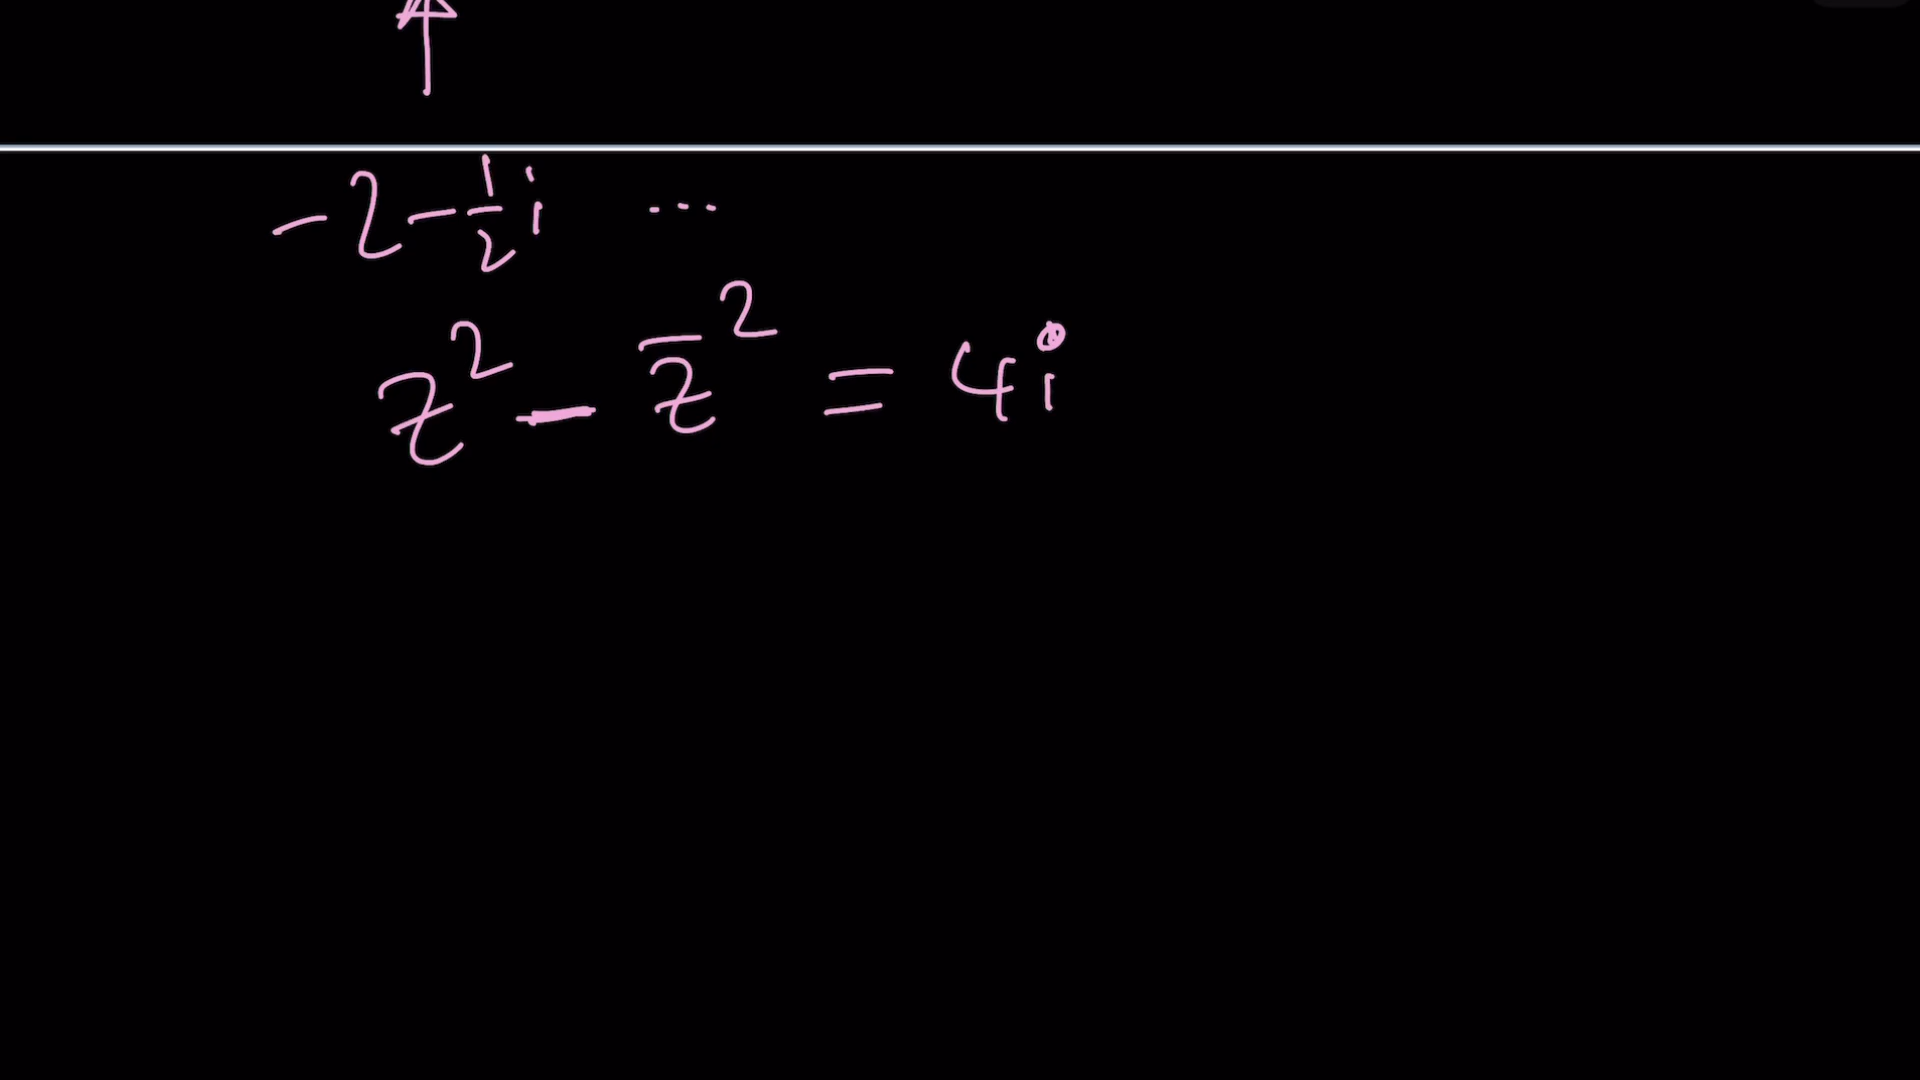 -2-½i ...
z² - z̅² = 4i